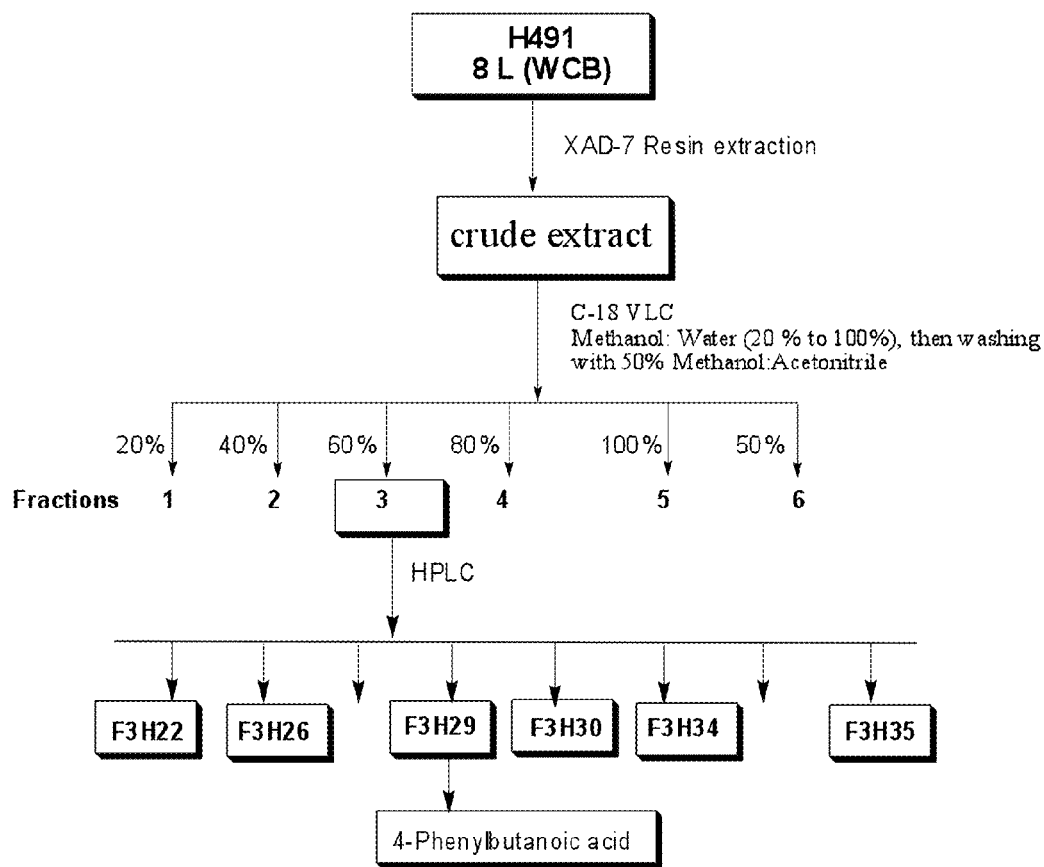 H491
8 L (WCB)
XAD-7 Resin extraction
crude extract
C-18 VLC
Methanol: Water (20 % to 100%), then washing
with 50% Methanol:Acetonitrile
20% 40% 60% 80% 100% 50%
Fractions 1 2 3 4 5 6
HPLC
F3H22 F3H26 F3H29 F3H30 F3H34 F3H35
4-Phenylbutanoic acid